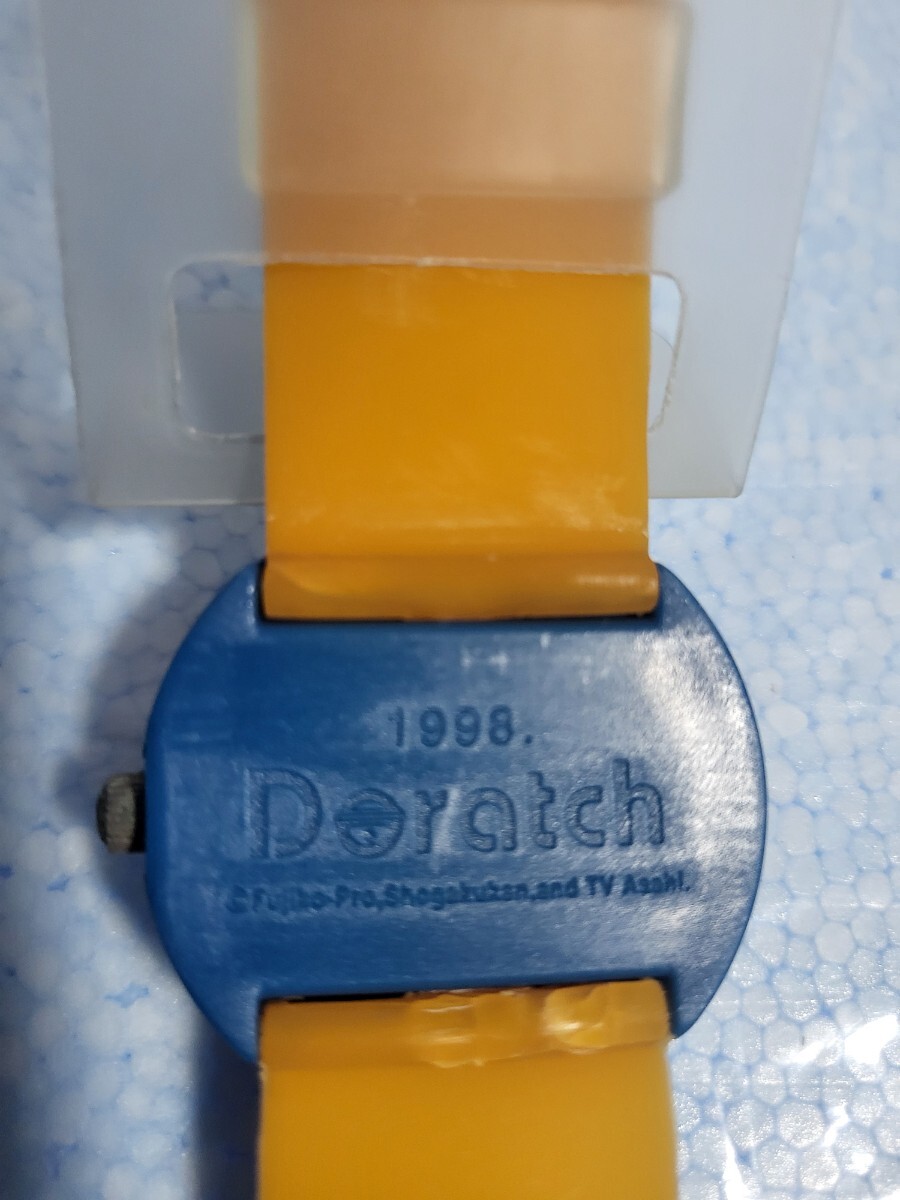 1998.
Doratch
© Fujiko-Pro,Shogakukan,and TV Asahi.